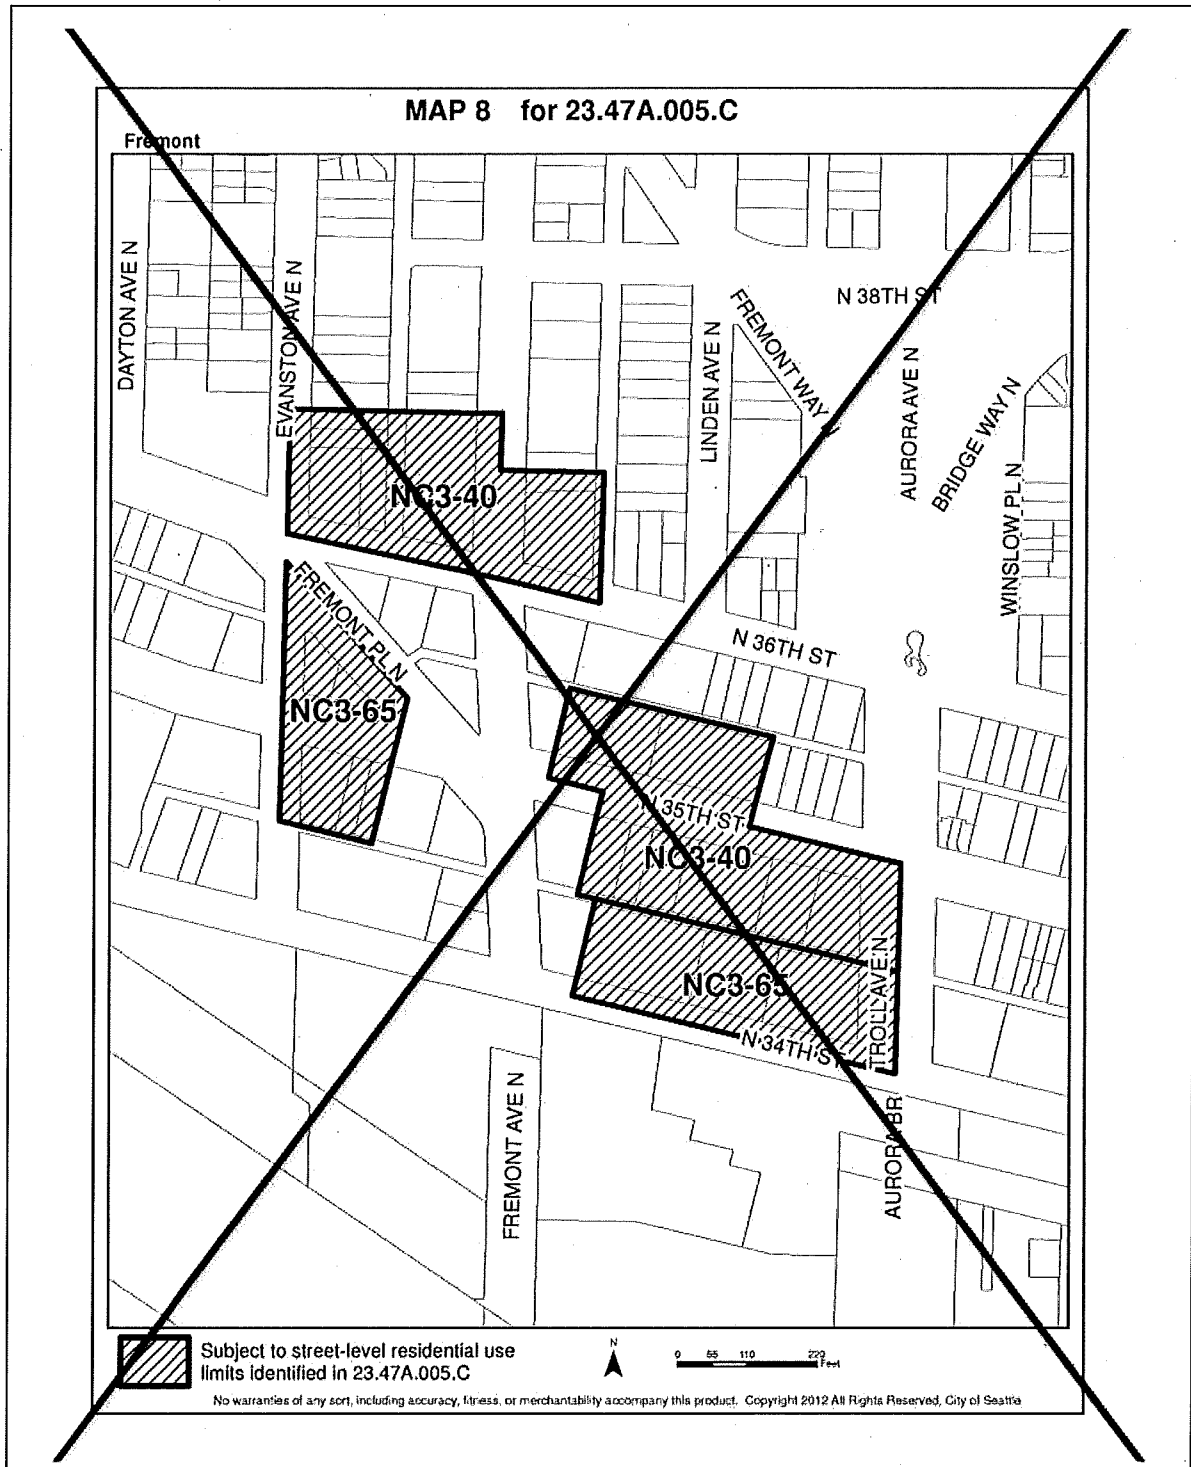 MAP 8 for 23.47A.005.C
Fremont
DAYTON AVE N
EVANSTON AVE N
N 38TH ST
FREMONT WAY N
LINDEN AVE N
AURORA AVE N
BRIDGE WAY N
WINSLOW PL N
NC3-40
FREMONT PL N
N 36TH ST
NC3-65
N 35TH ST
NC3-40
NC3-65
TROLL AVE N
N 34TH ST
FREMONT AVE N
AURORA BR
Subject to street-level residential use
limits identified in 23.47A.005.C
N
0 55 110 220
Feet
No warranties of any sort, including accuracy, fitness, or merchantability accompany this product. Copyright 2012 All Rights Reserved, City of Seattle